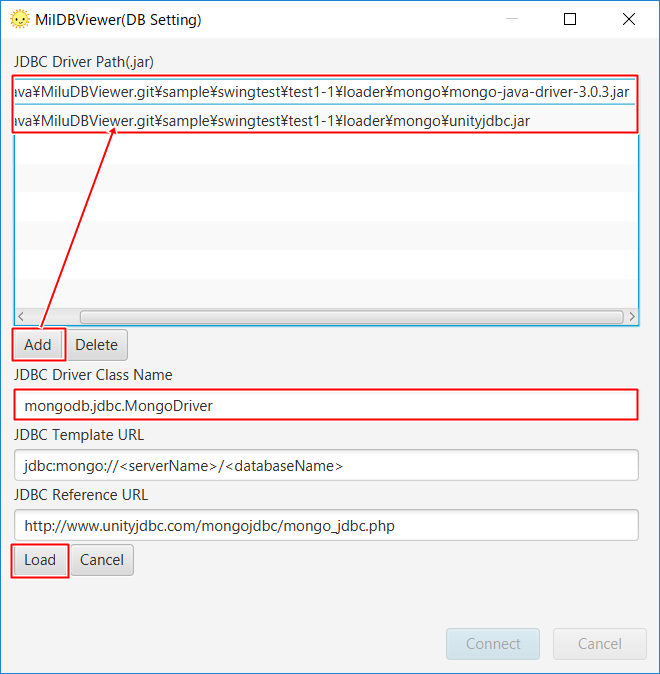 MilDBViewer(DB Setting)
JDBC Driver Path(.jar)
ava¥MiluDBViewer.git¥sample¥swingtest¥test1-1¥loader¥mongo¥mongo-java-driver-3.0.3.jar
ava¥MiluDBViewer.git¥sample¥swingtest¥test1-1¥loader¥mongo¥unityjdbc.jar
Add Delete
JDBC Driver Class Name
mongodb.jdbc.MongoDriver
JDBC Template URL
jdbc:mongo://<serverName>/<databaseName>
JDBC Reference URL
http://www.unityjdbc.com/mongojdbc/mongo_jdbc.php
Load Cancel
Connect Cancel